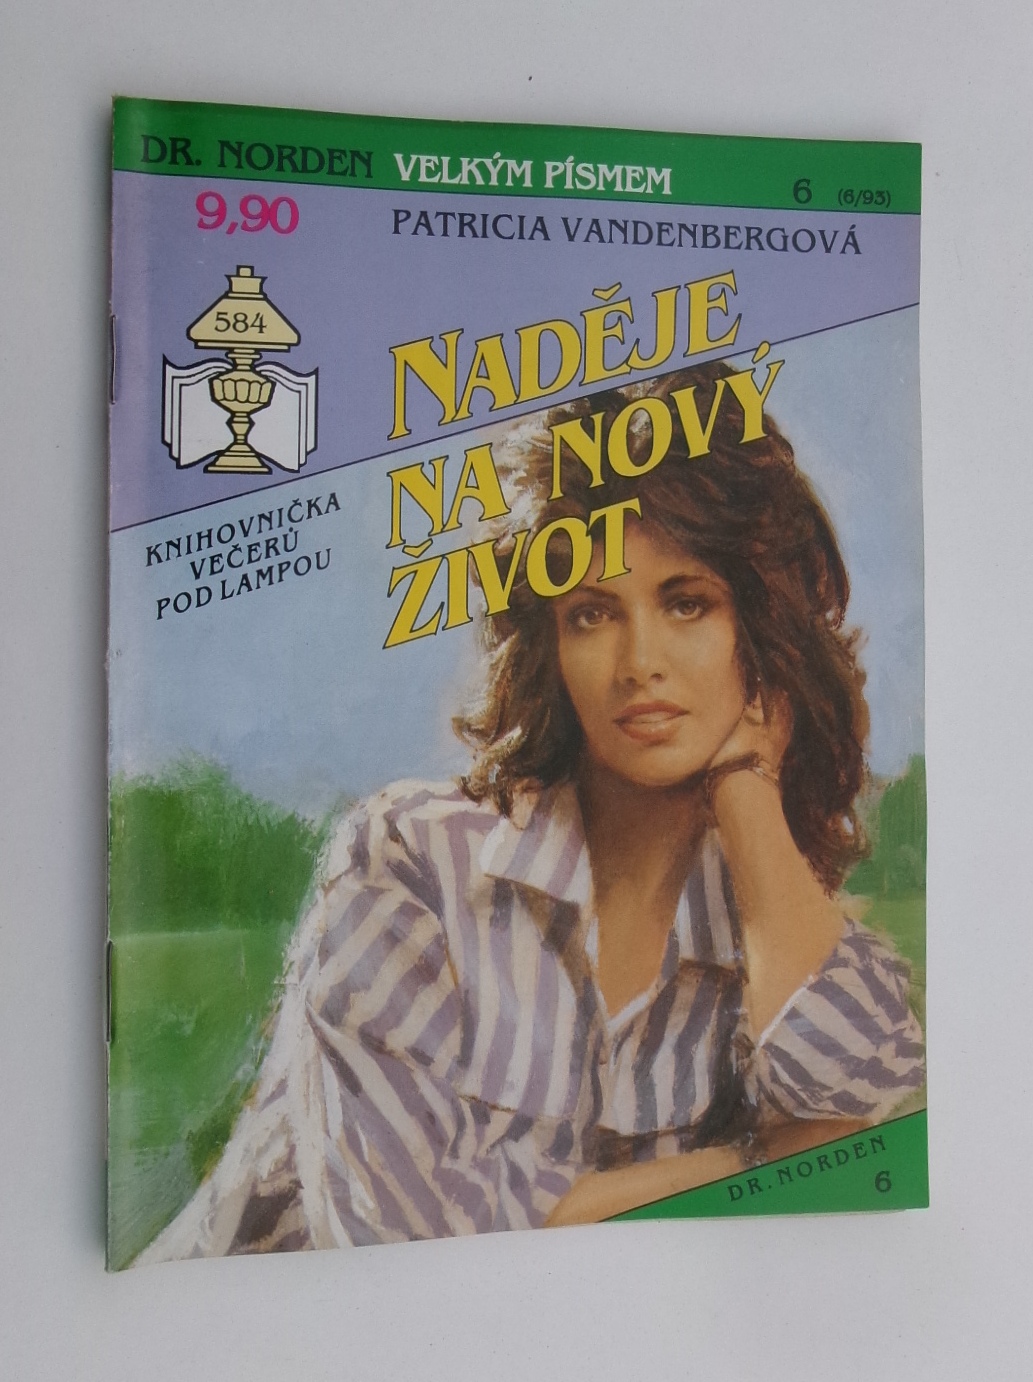 DR. NORDEN VELKÝM PÍSMEM 6 (6/93)
9,90
PATRICIA VANDENBERGOVÁ
584
NADĚJE
NA NOVÝ
ŽIVOT
KNIHOVNIČKA
VEČERŮ
POD LAMPOU
DR. NORDEN
6